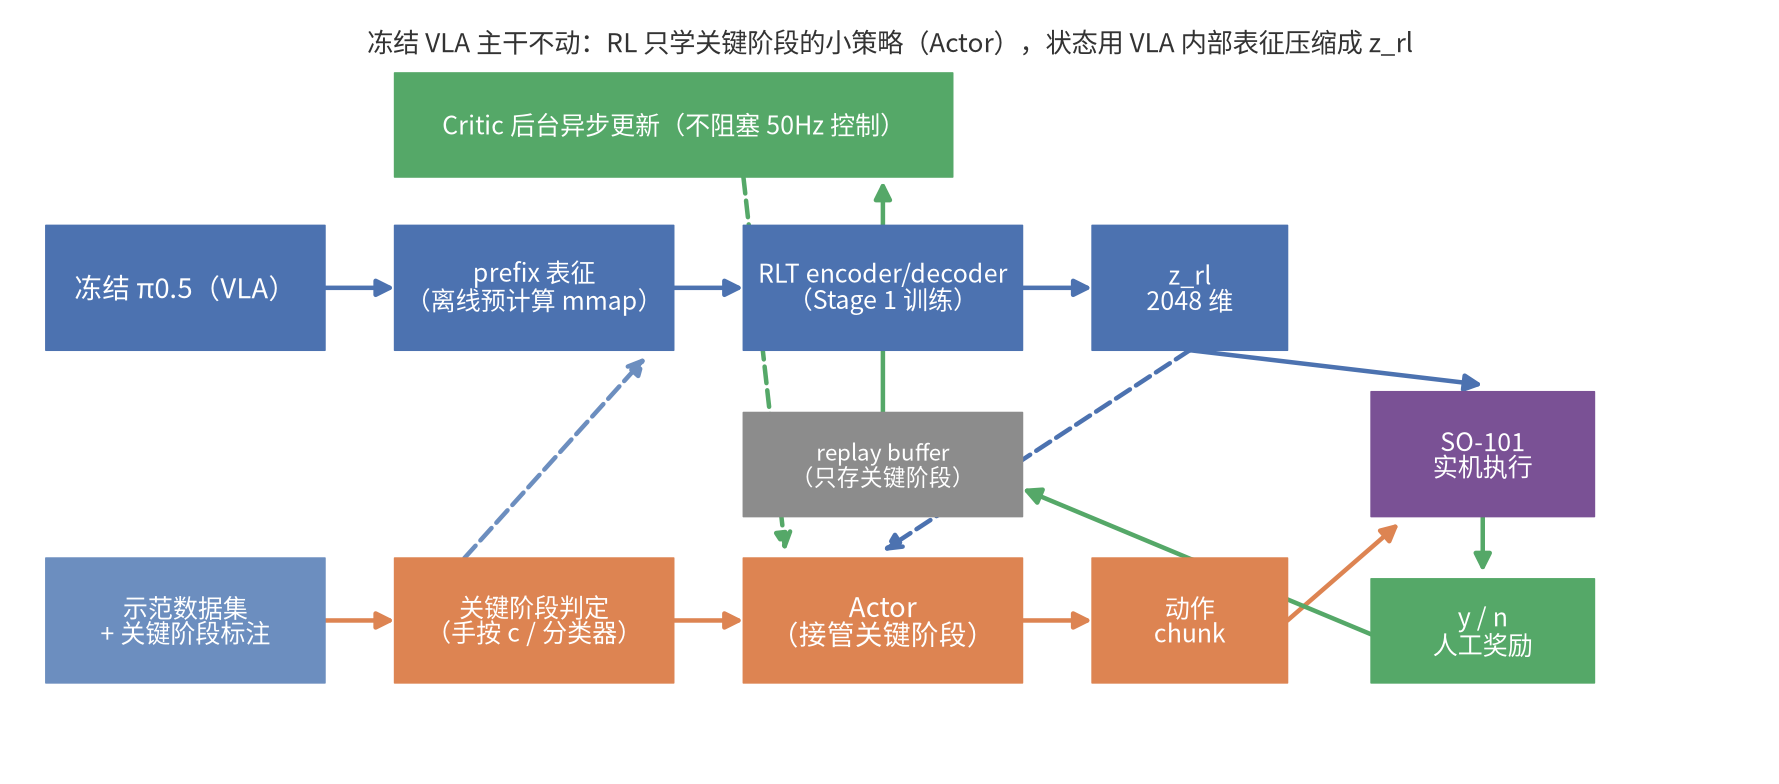 冻结 VLA 主干不动：RL 只学关键阶段的小策略（Actor），状态用 VLA 内部表征压缩成 z_rl
Critic 后台异步更新（不阻塞 50Hz 控制）
冻结 π0.5（VLA）
prefix 表征
（离线预计算 mmap）
RLT encoder/decoder
（Stage 1 训练）
z_rl
2048 维
replay buffer
（只存关键阶段）
SO-101
实机执行
示范数据集
+ 关键阶段标注
关键阶段判定
（手按 c / 分类器）
Actor
（接管关键阶段）
动作
chunk
y / n
人工奖励